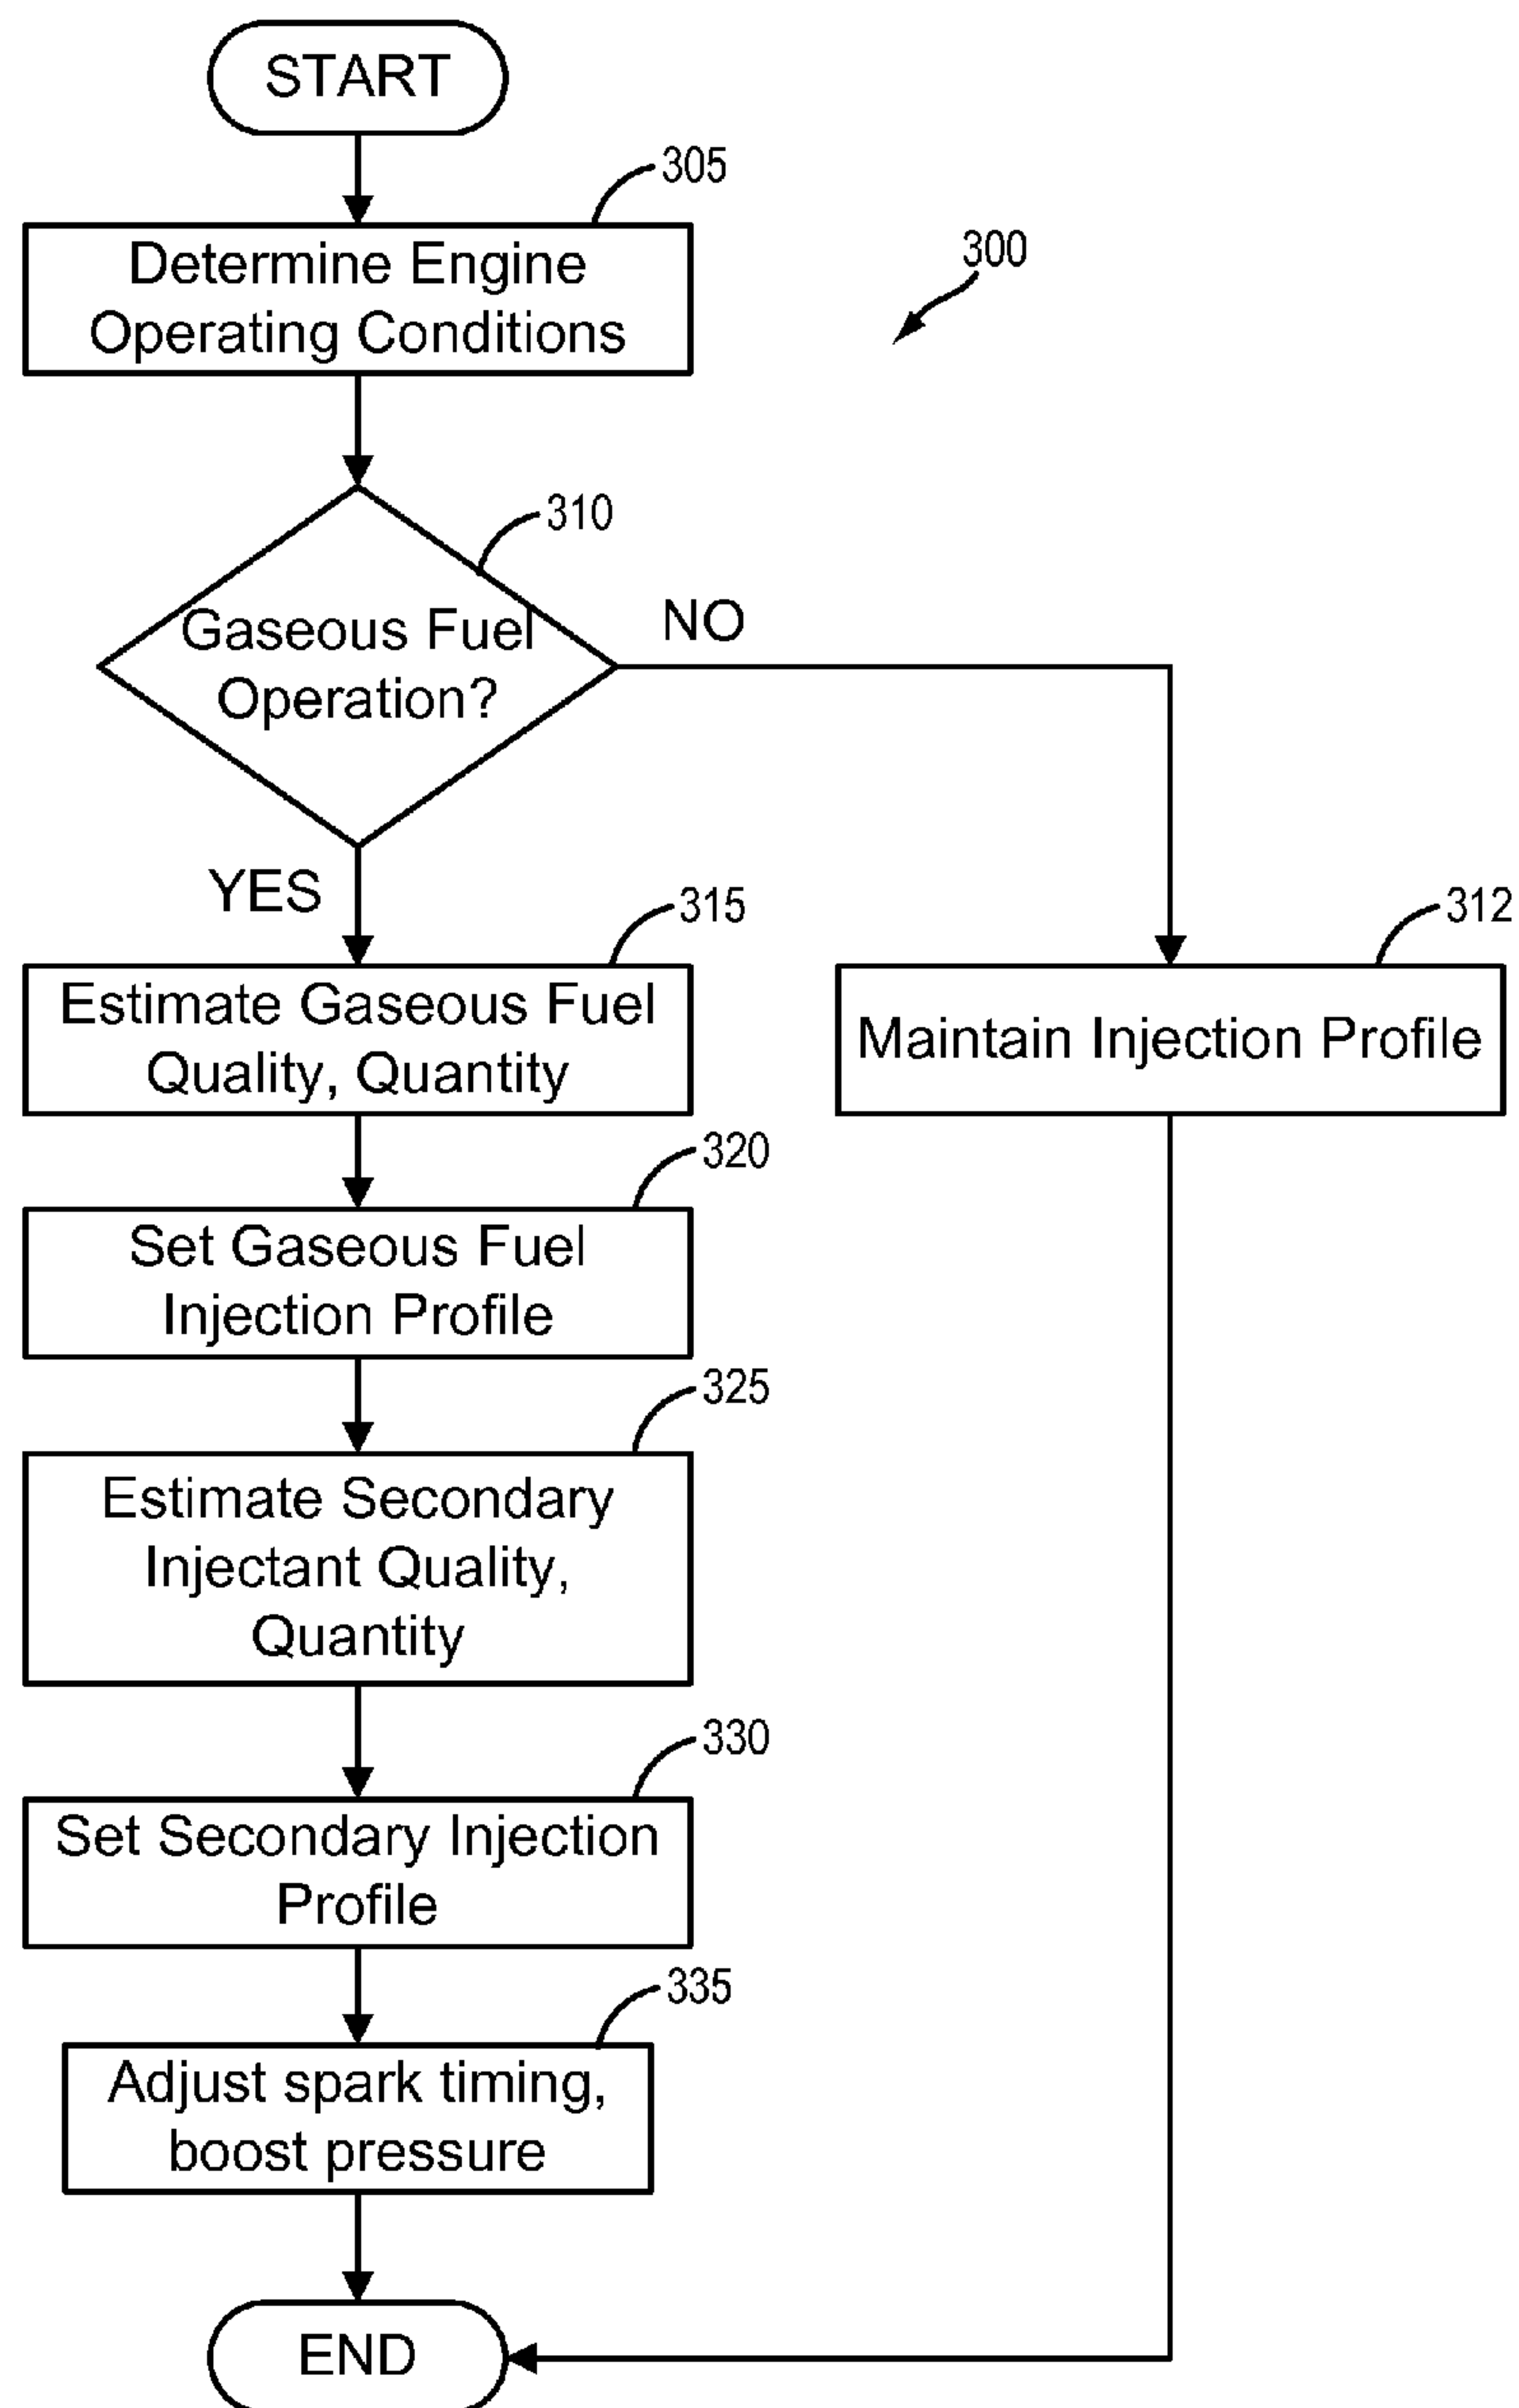 START
305
Determine Engine
Operating Conditions
300
310
Gaseous Fuel
Operation?
NO
YES
315
Estimate Gaseous Fuel
Quality, Quantity
312
Maintain Injection Profile
320
Set Gaseous Fuel
Injection Profile
325
Estimate Secondary
Injectant Quality,
Quantity
330
Set Secondary Injection
Profile
335
Adjust spark timing,
boost pressure
END